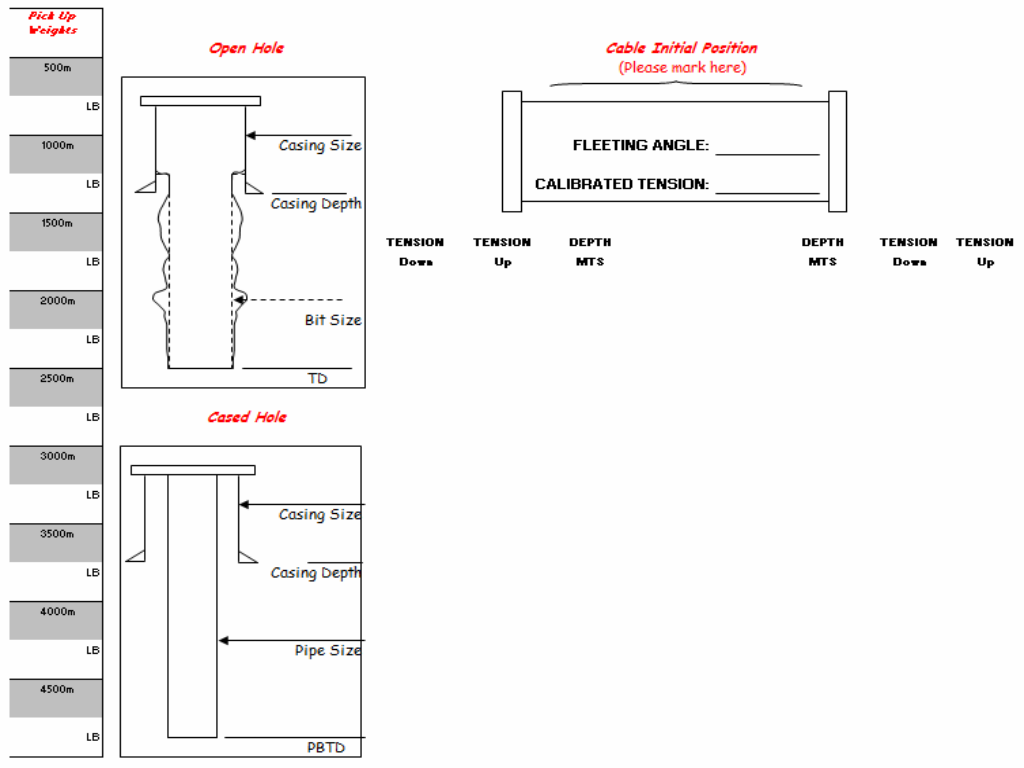 Pick Up
Weights
500m
LB
1000m
LB
1500m
LB
2000m
LB
2500m
LB
3000m
LB
3500m
LB
4000m
LB
4500m
LB
Open Hole
Casing Size
Casing Depth
Bit Size
TD
Cased Hole
Casing Size
Casing Depth
Pipe Size
PBTD
Cable Initial Position
(Please mark here)
FLEETING ANGLE:
CALIBRATED TENSION:
TENSION TENSION DEPTH DEPTH TENSION TENSION
Down Up MTS MTS Down Up